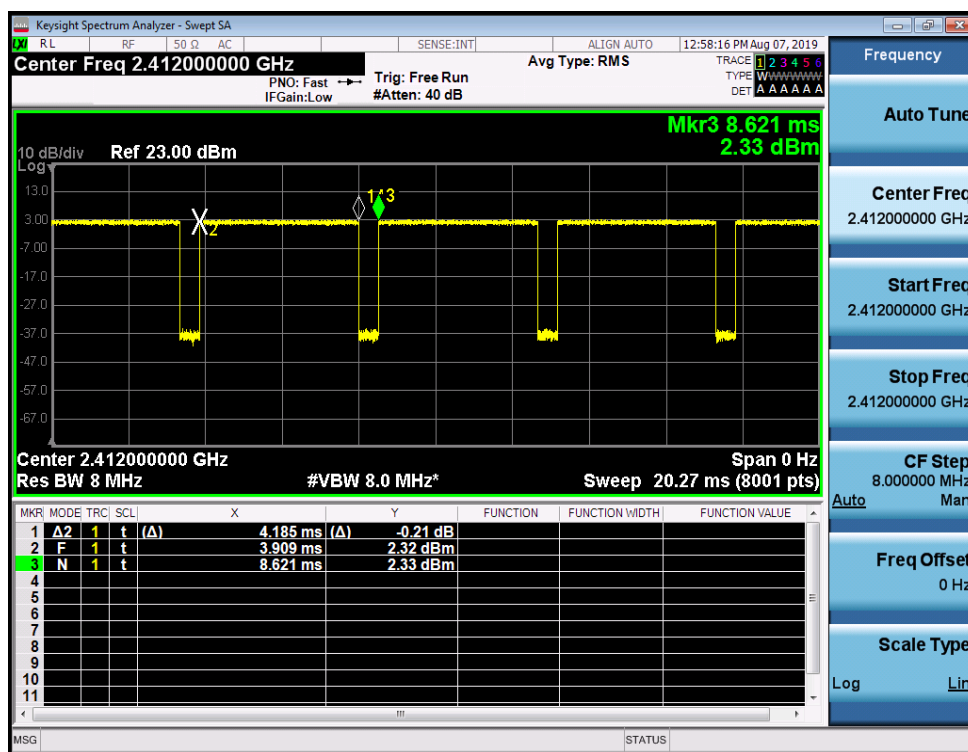 Keysight Spectrum Analyzer - Swept SA
LXI RL RF 50 Ω AC SENSE:INT ALIGN AUTO 12:58:16 PM Aug 07, 2019
Center Freq 2.412000000 GHz
PNO: Fast
IFGain:Low
Trig: Free Run
#Atten: 40 dB
Avg Type: RMS
TRACE 1 2 3 4 5 6
TYPE WWWWWW
DET A A A A A A
Mkr3 8.621 ms
2.33 dBm
10 dB/div Ref 23.00 dBm
Log
13.0
3.00
-7.00
-17.0
-27.0
-37.0
-47.0
-57.0
-67.0
2
3
Center 2.412000000 GHz Span 0 Hz
Res BW 8 MHz #VBW 8.0 MHz* Sweep 20.27 ms (8001 pts)
MKR MODE TRC SCL X Y FUNCTION FUNCTION WIDTH FUNCTION VALUE
1 Δ2 1 t (Δ) 4.185 ms (Δ) -0.21 dB
2 F 1 t 3.909 ms 2.32 dBm
3 N 1 t 8.621 ms 2.33 dBm
4
5
6
7
8
9
10
11
MSG STATUS
Frequency
Auto Tune
Center Freq
2.412000000 GHz
Start Freq
2.412000000 GHz
Stop Freq
2.412000000 GHz
CF Step
8.000000 MHz
Auto Man
Freq Offset
0 Hz
Scale Type
Log Lin